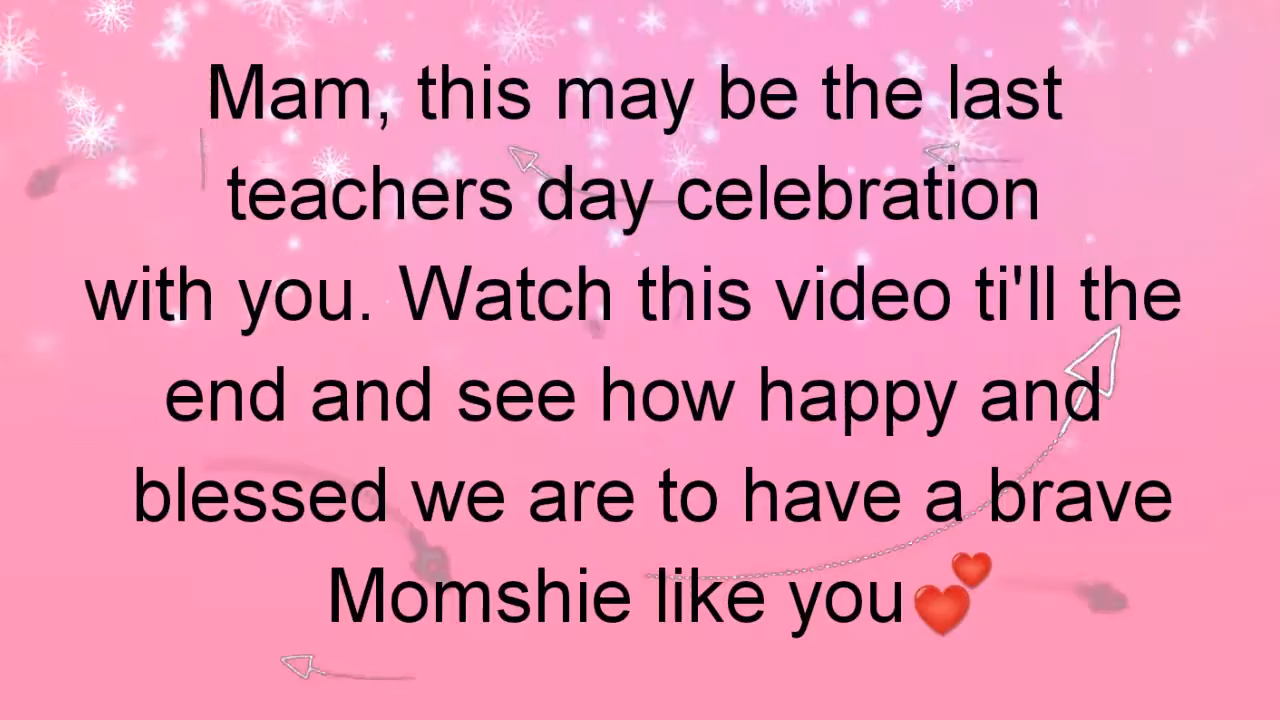 Mam, this may be the last
teachers day celebration
with you. Watch this video ti'll the
end and see how happy and
blessed we are to have a brave
Momshie like you💕